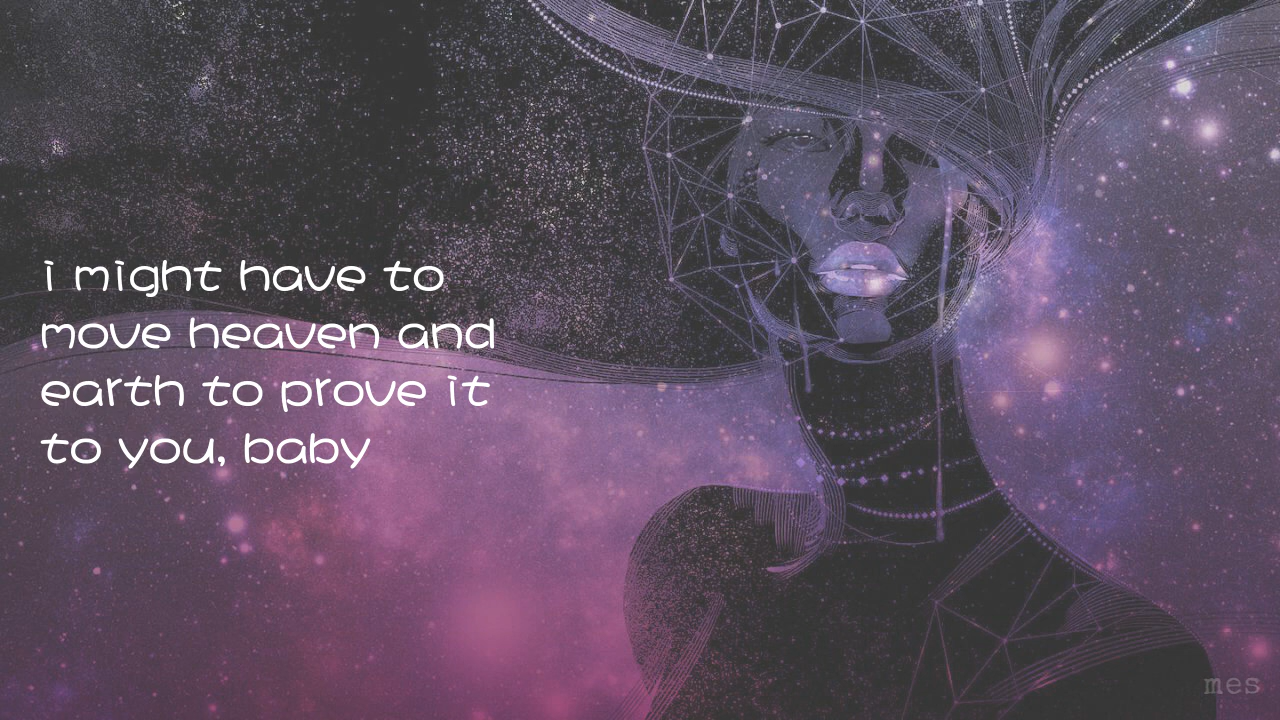 i might have to
move heaven and
earth to prove it
to you, baby
mes